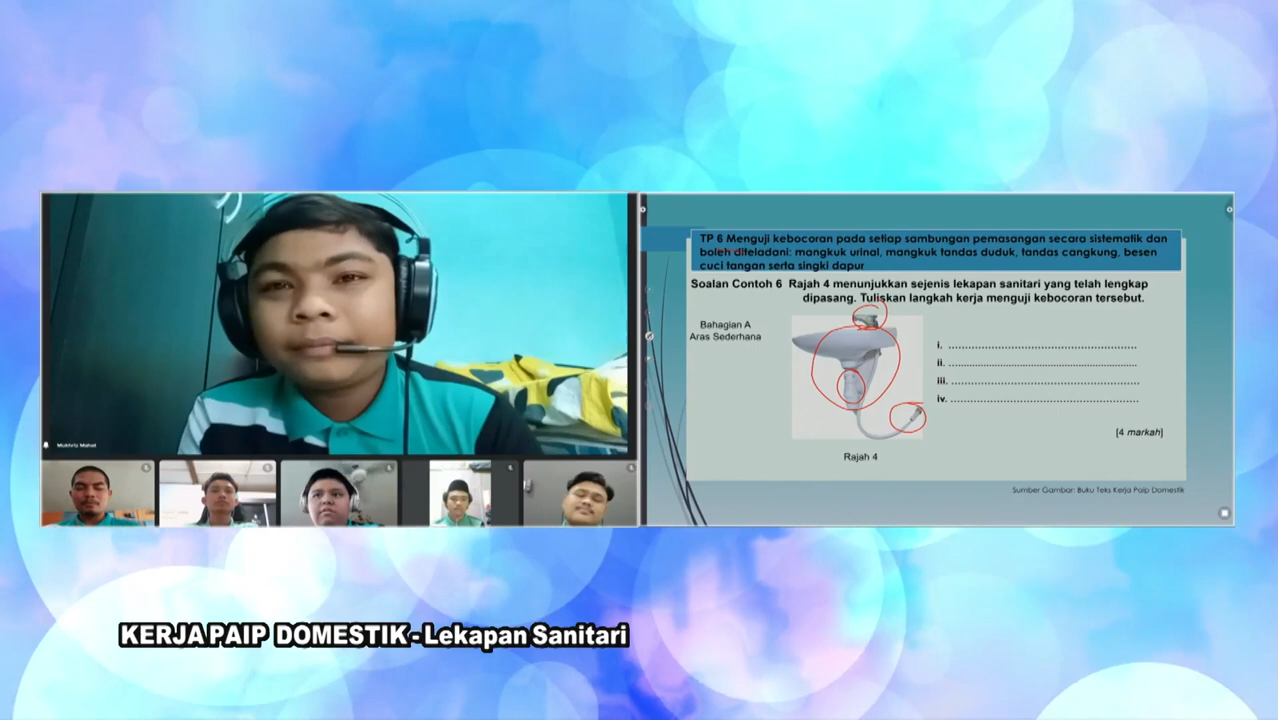 Mukhriz Mahat
TP 6 Menguji kebocoran pada setiap sambungan pemasangan secara sistematik dan
boleh diteladani: mangkuk urinal, mangkuk tandas duduk, tandas cangkung, besen
cuci tangan serta singki dapur
Soalan Contoh 6 Rajah 4 menunjukkan sejenis lekapan sanitari yang telah lengkap
dipasang. Tuliskan langkah kerja menguji kebocoran tersebut.
Bahagian A
Aras Sederhana
i. ......................................................
ii. ......................................................
iii. ......................................................
iv. ......................................................
[4 markah]
Rajah 4
Sumber Gambar: Buku Teks Kerja Paip Domestik
KERJA PAIP DOMESTIK - Lekapan Sanitari